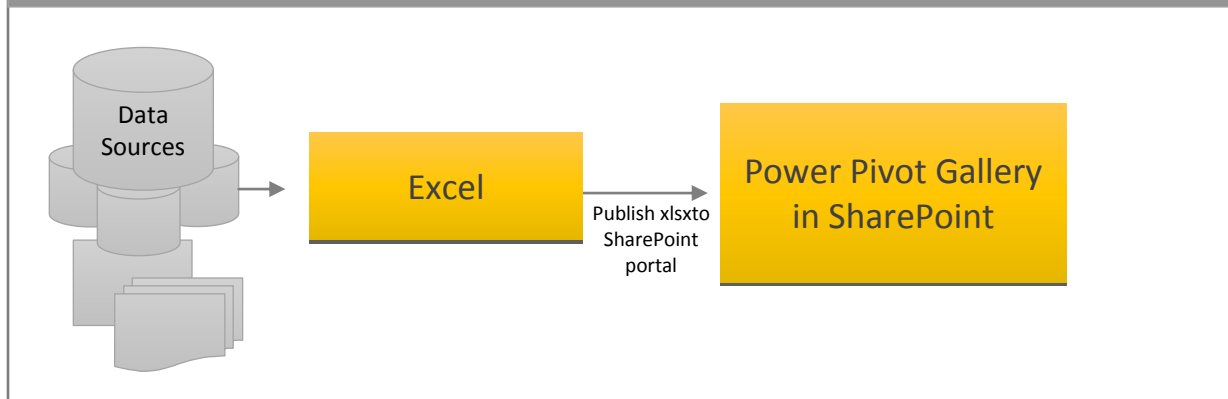 Data
Sources
Excel
Publish xlsxto
SharePoint
portal
Power Pivot Gallery
in SharePoint